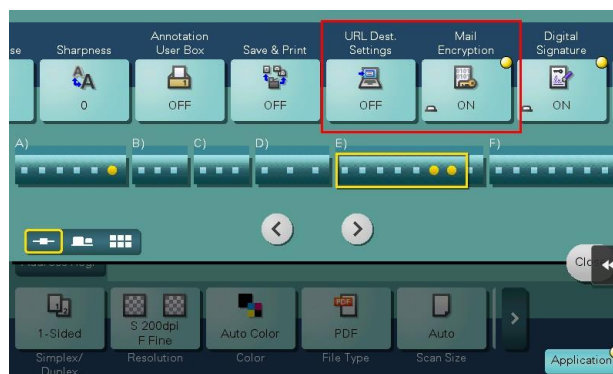 se
Sharpness
Annotation
User Box
Save & Print
URL Dest.
Settings
Mail
Encryption
Digital
Signature
0
OFF
OFF
OFF
ON
ON
A)
B)
C)
D)
E)
F)
Clo
1-Sided
S 200dpi
F Fine
Auto Color
PDF
PDF
Auto
Simplex/
Duplex
Resolution
Color
File Type
Scan Size
Application